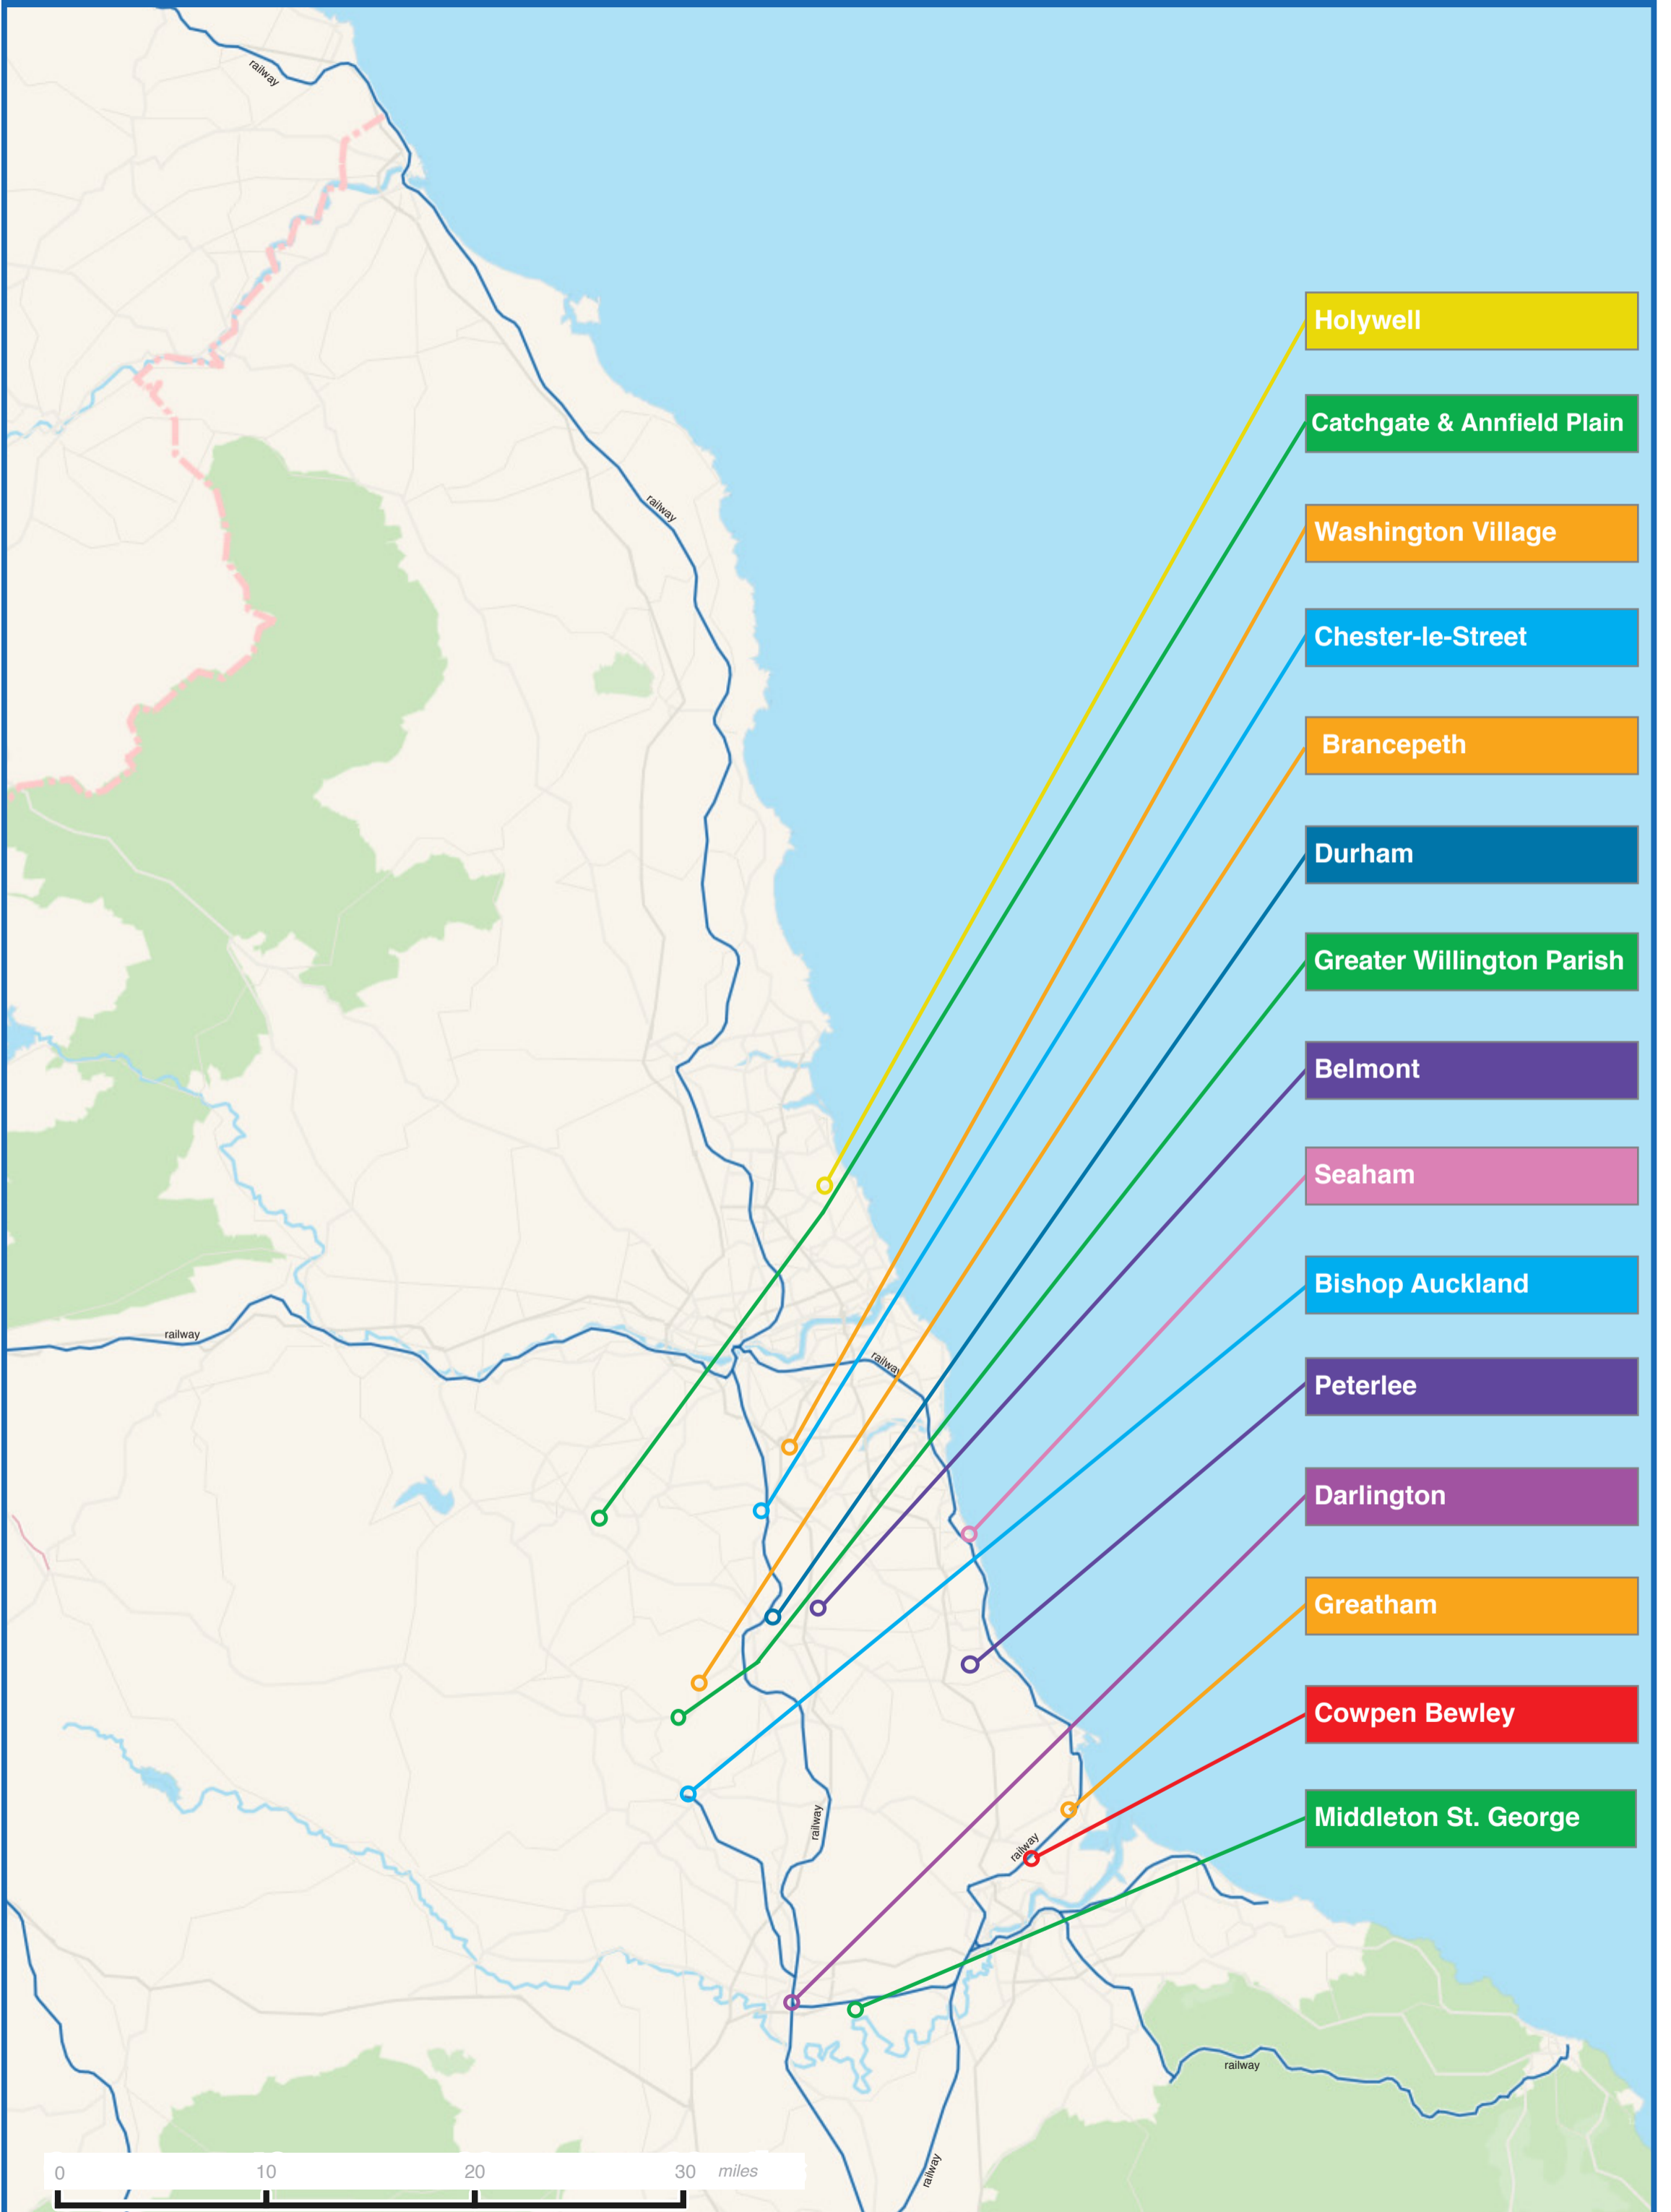 railway
Holywell
Catchgate & Annfield Plain
railway
Washington Village
Chester-le-Street
Brancepeth
Durham
Greater Willington Parish
Belmont
Seaham
Bishop Auckland
railway
railway
Peterlee
Darlington
Greatham
Cowpen Bewley
Middleton St. George
railway
railway
railway
railway
0 10 20 30 miles